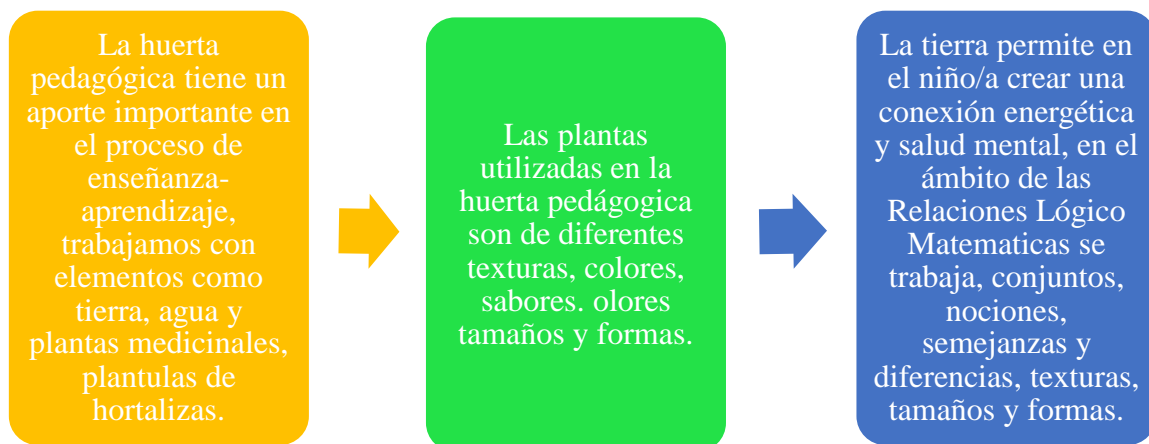 La huerta
pedagógica tiene un
aporte importante en
el proceso de
enseñanza-
aprendizaje,
trabajamos con
elementos como
tierra, agua y
plantas medicinales,
plantulas de
hortalizas.
Las plantas
utilizadas en la
huerta pedágogica
son de diferentes
texturas, colores,
sabores. olores
tamaños y formas.
La tierra permite en
el niño/a crear una
conexión energética
y salud mental, en el
ámbito de las
Relaciones Lógico
Matematicas se
trabaja, conjuntos,
nociones,
semejanzas y
diferencias, texturas,
tamaños y formas.